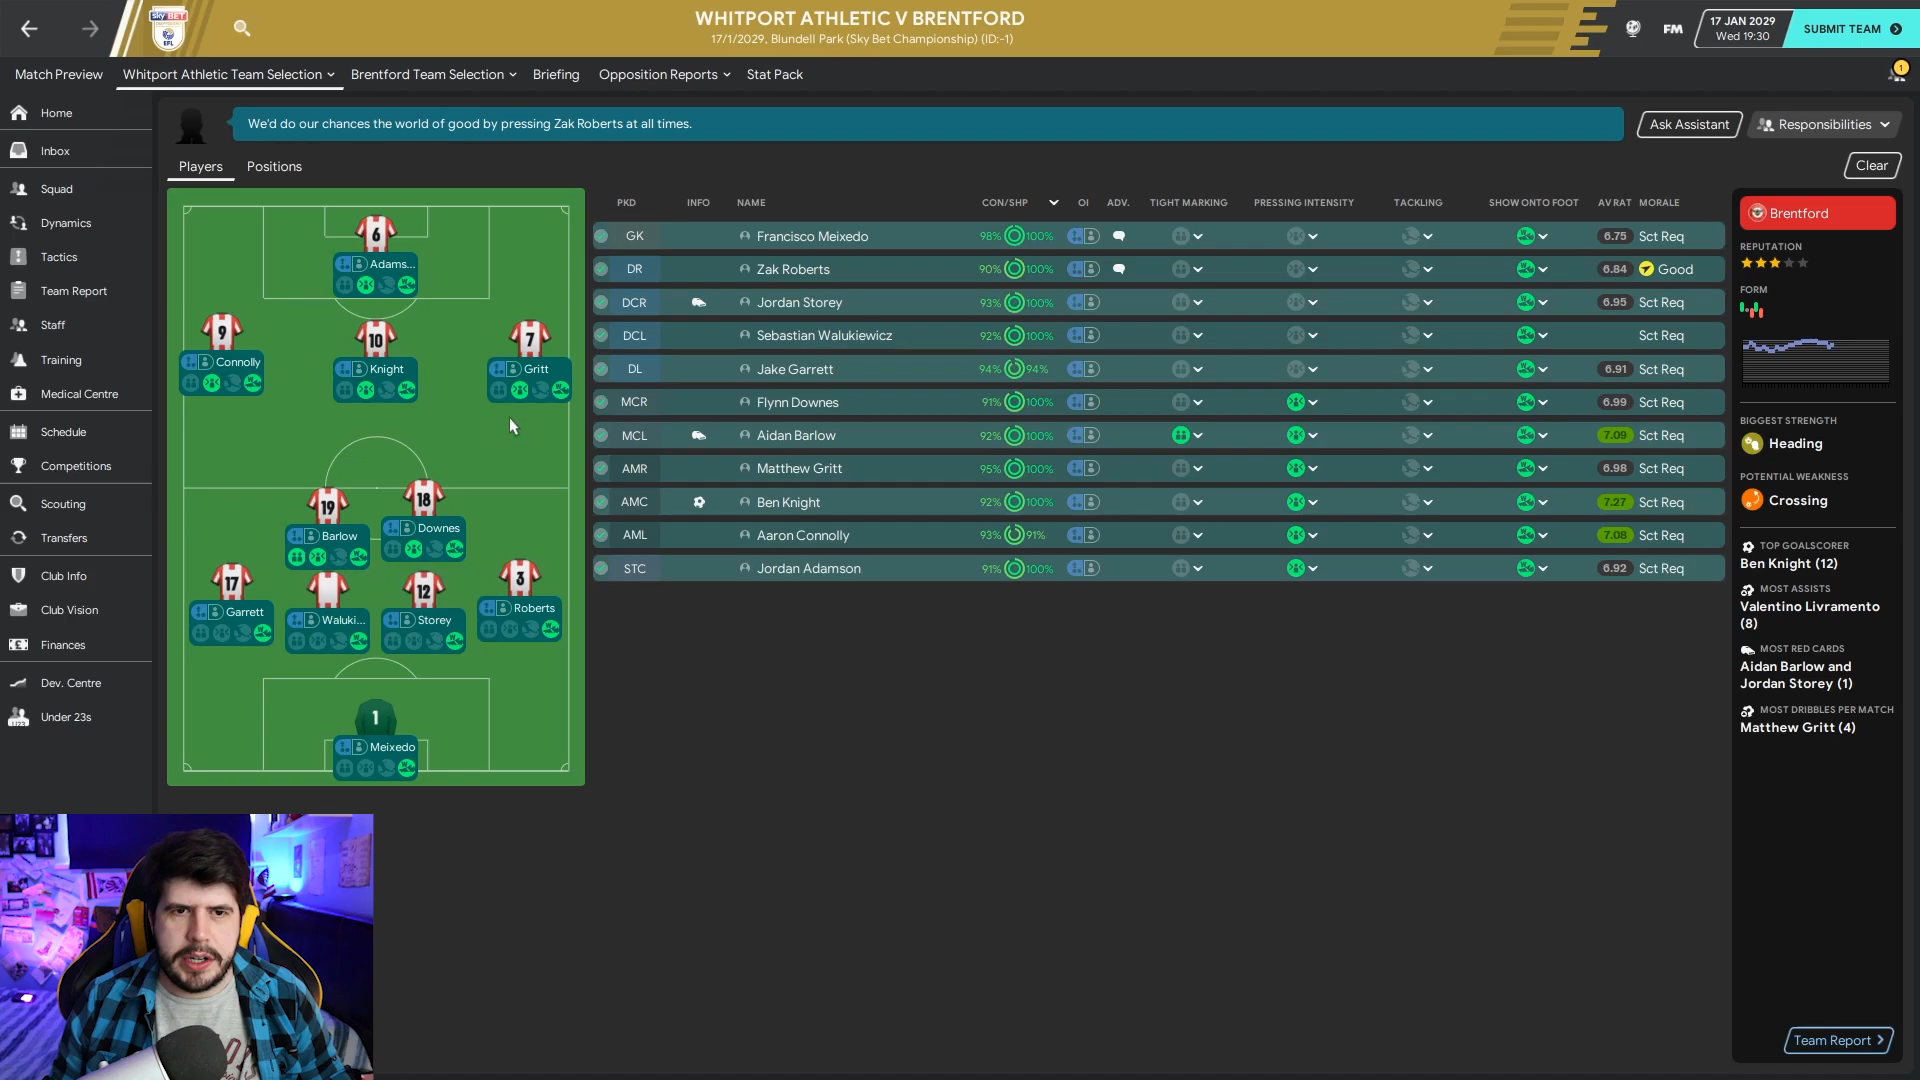 WHITPORT ATHLETIC V BRENTFORD
17/1/2029, Blundell Park (Sky Bet Championship) (ID:-1)
sky BET
EFL
FM
17 JAN 2029
Wed 19:30
SUBMIT TEAM
Match Preview
Whitport Athletic Team Selection
Brentford Team Selection
Briefing
Opposition Reports
Stat Pack
1
Home
Inbox
Squad
Dynamics
Tactics
Team Report
Staff
Training
Medical Centre
Schedule
Competitions
Scouting
Transfers
Club Info
Club Vision
Finances
Dev. Centre
U23 Under 23s
We'd do our chances the world of good by pressing Zak Roberts at all times.
Ask Assistant
Responsibilities
Players
Positions
Clear
6
Adams...
9
Connolly
10
Knight
7
Gritt
19
Barlow
18
Downes
17
Garrett
Waluki...
12
Storey
3
Roberts
1
Meixedo
PKD INFO NAME CON/SHP OI ADV. TIGHT MARKING PRESSING INTENSITY TACKLING SHOW ONTO FOOT AV RAT MORALE
GK Francisco Meixedo 98% 100% 6.75 Sct Req
DR Zak Roberts 90% 100% 6.84 Good
DCR Jordan Storey 93% 100% 6.95 Sct Req
DCL Sebastian Walukiewicz 92% 100% Sct Req
DL Jake Garrett 94% 94% 6.91 Sct Req
MCR Flynn Downes 91% 100% 6.99 Sct Req
MCL Aidan Barlow 92% 100% 7.09 Sct Req
AMR Matthew Gritt 95% 100% 6.98 Sct Req
AMC Ben Knight 92% 100% 7.27 Sct Req
AML Aaron Connolly 93% 91% 7.08 Sct Req
STC Jordan Adamson 91% 100% 6.92 Sct Req
Brentford
REPUTATION
FORM
BIGGEST STRENGTH
Heading
POTENTIAL WEAKNESS
Crossing
TOP GOALSCORER
Ben Knight (12)
MOST ASSISTS
Valentino Livramento
(8)
MOST RED CARDS
Aidan Barlow and
Jordan Storey (1)
MOST DRIBBLES PER MATCH
Matthew Gritt (4)
Team Report